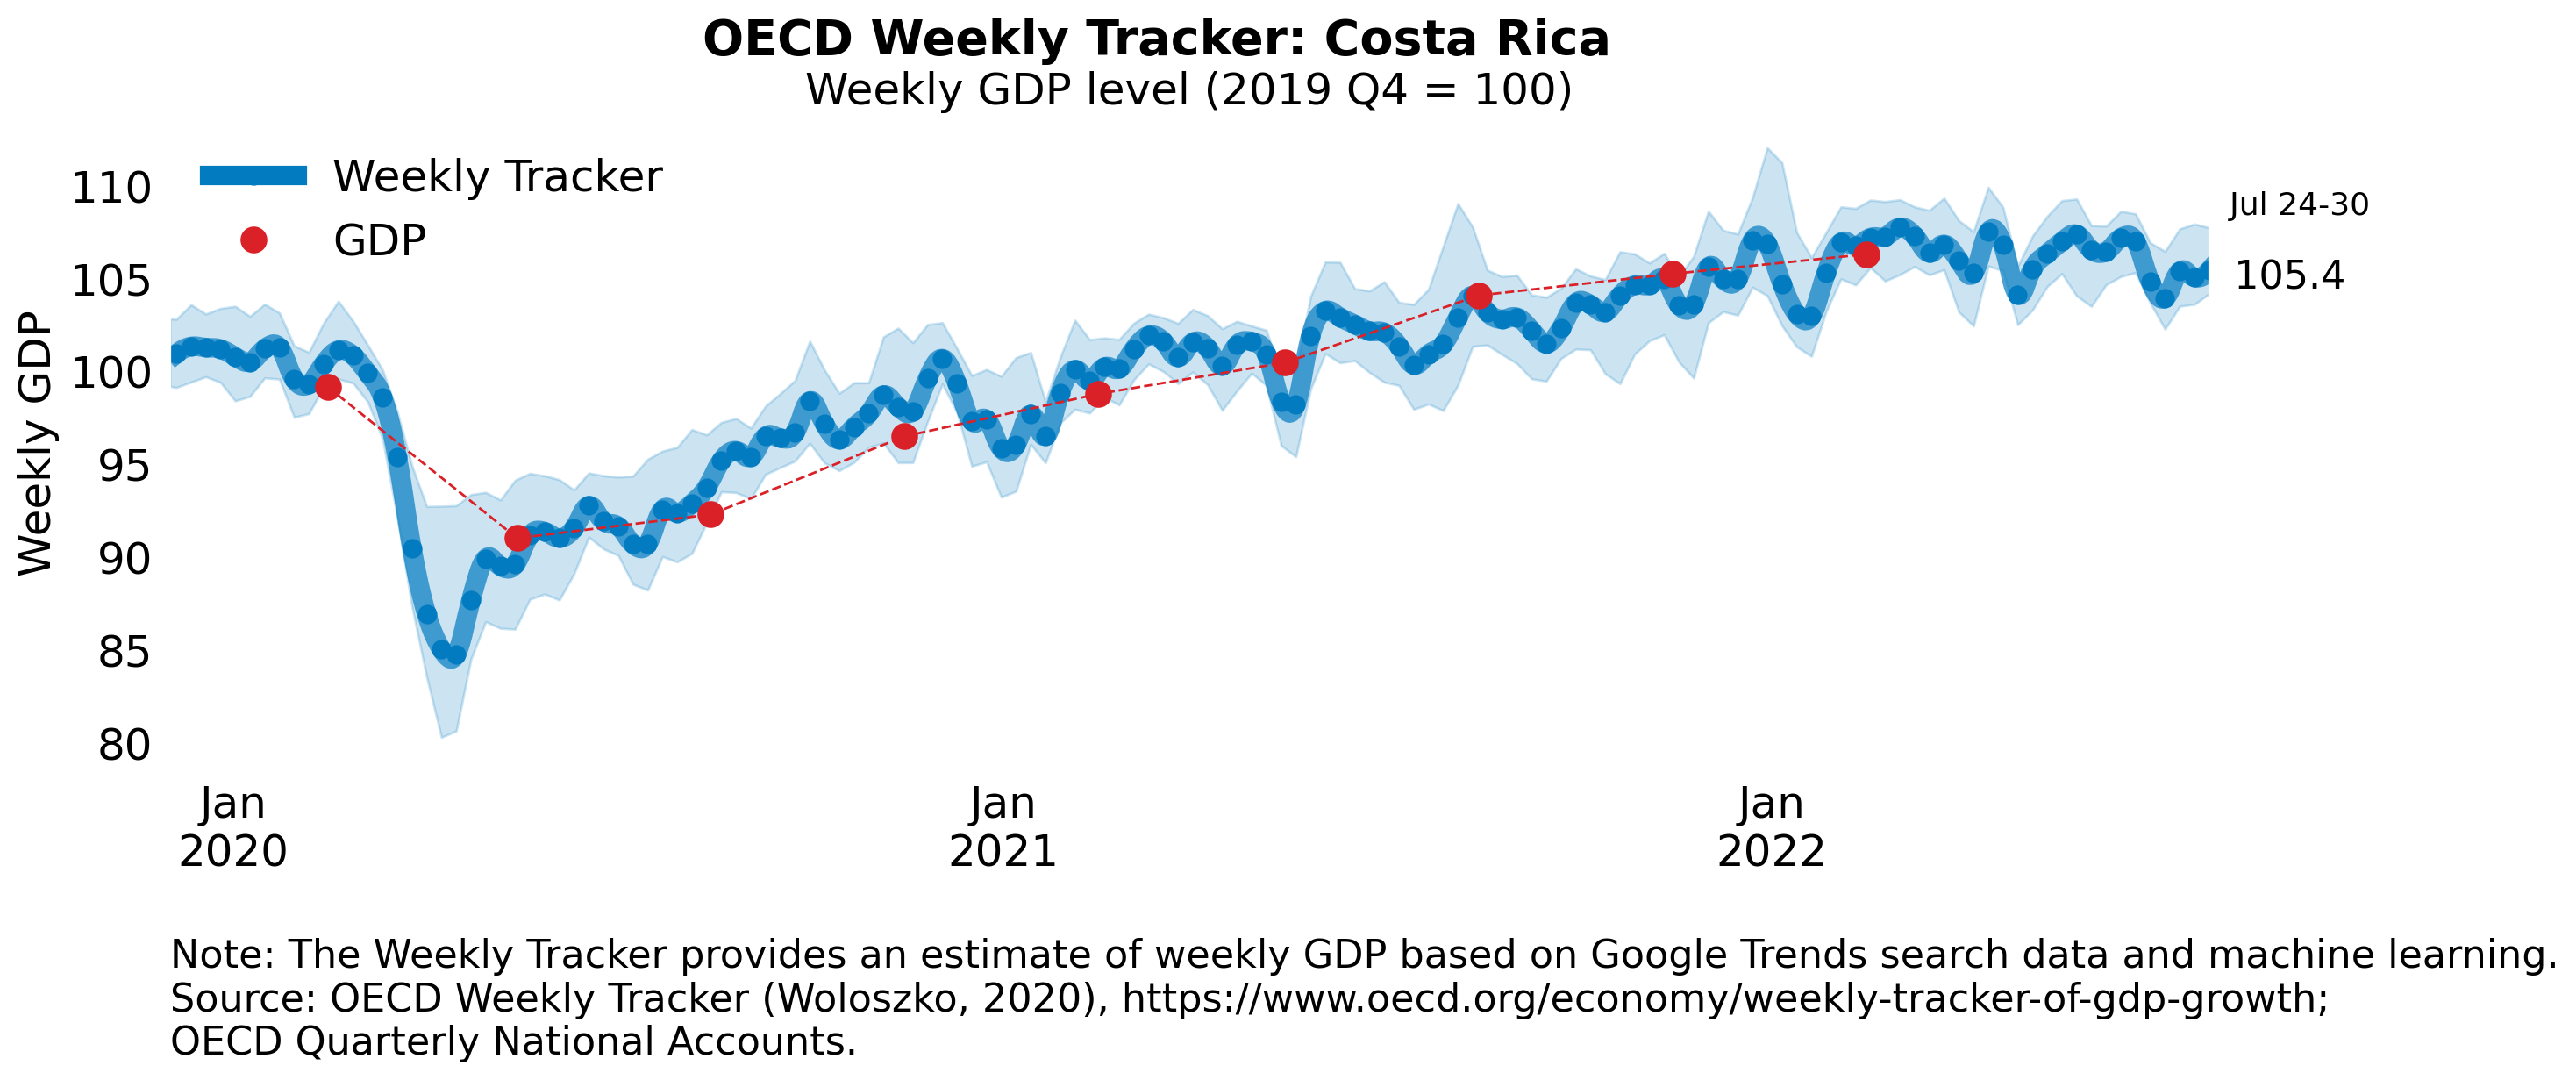 OECD Weekly Tracker: Costa Rica
Weekly GDP level (2019 Q4 = 100)
Weekly Tracker
GDP
Weekly GDP
110
105
100
95
90
85
80
Jul 24-30
105.4
Jan
2020
Jan
2021
Jan
2022
Note: The Weekly Tracker provides an estimate of weekly GDP based on Google Trends search data and machine learning.
Source: OECD Weekly Tracker (Woloszko, 2020), https://www.oecd.org/economy/weekly-tracker-of-gdp-growth;
OECD Quarterly National Accounts.